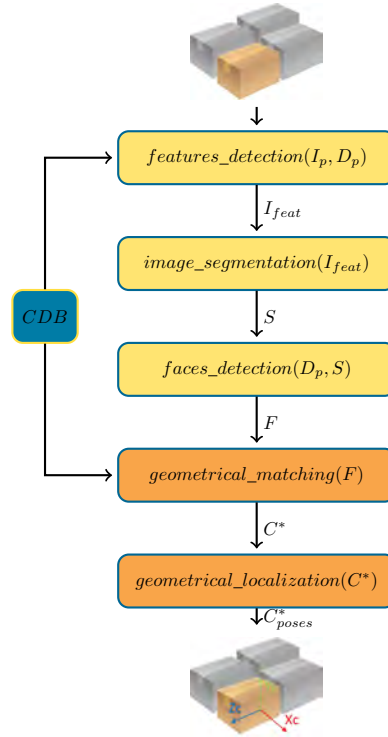 features_detection(I_p, D_p)
I_feat
image_segmentation(I_feat)
CDB
S
faces_detection(D_p, S)
F
geometrical_matching(F)
C*
geometrical_localization(C*)
C*_poses
Zc
Xc